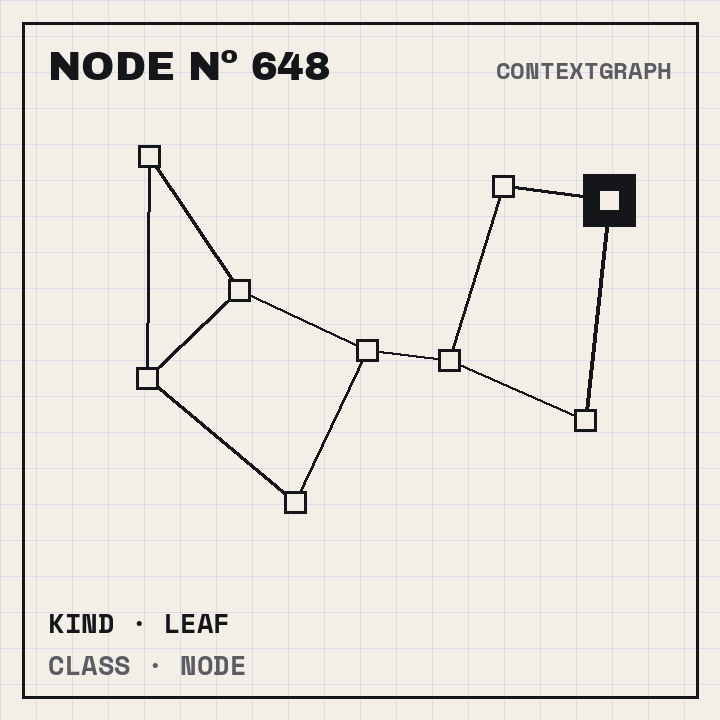 NODE Nº 648
CONTEXTGRAPH
KIND · LEAF
CLASS · NODE